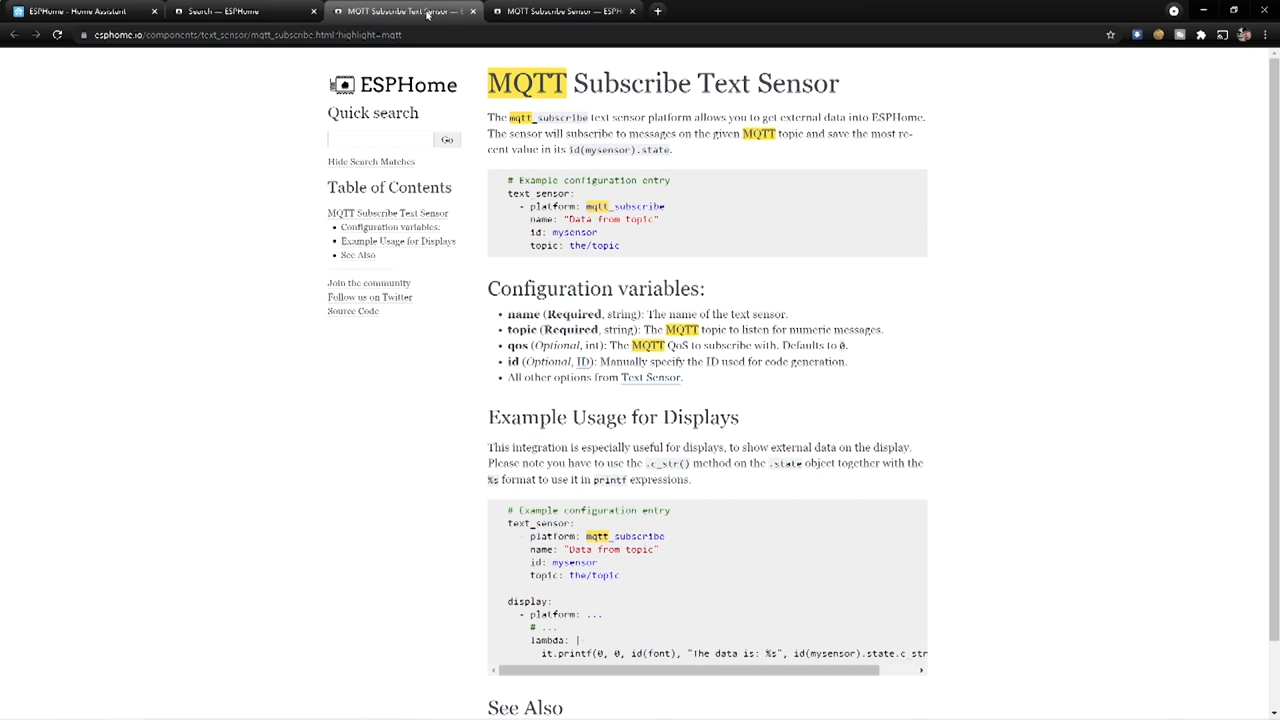 ESPHome - Home Assistant
Search — ESPHome
MQTT Subscribe Text Sensor — E
MQTT Subscribe Sensor — ESPH
esphome.io/components/text_sensor/mqtt_subscribe.html?highlight=mqtt
ESPHome
Quick search
Go
Hide Search Matches
Table of Contents
MQTT Subscribe Text Sensor
• Configuration variables:
• Example Usage for Displays
• See Also
Join the community
Follow us on Twitter
Source Code
MQTT Subscribe Text Sensor
The mqtt_subscribe text sensor platform allows you to get external data into ESPHome.
The sensor will subscribe to messages on the given MQTT topic and save the most re-
cent value in its id(mysensor).state.
# Example configuration entry
text_sensor:
- platform: mqtt_subscribe
name: "Data from topic"
id: mysensor
topic: the/topic
Configuration variables:
• name (Required, string): The name of the text sensor.
• topic (Required, string): The MQTT topic to listen for numeric messages.
• qos (Optional, int): The MQTT QoS to subscribe with. Defaults to 0.
• id (Optional, ID): Manually specify the ID used for code generation.
• All other options from Text Sensor.
Example Usage for Displays
This integration is especially useful for displays, to show external data on the display.
Please note you have to use the .c_str() method on the .state object together with the
%s format to use it in printf expressions.
# Example configuration entry
text_sensor:
- platform: mqtt_subscribe
name: "Data from topic"
id: mysensor
topic: the/topic
display:
- platform: ...
# ...
lambda: |-
it.printf(0, 0, id(font), "The data is: %s", id(mysensor).state.c_str
See Also